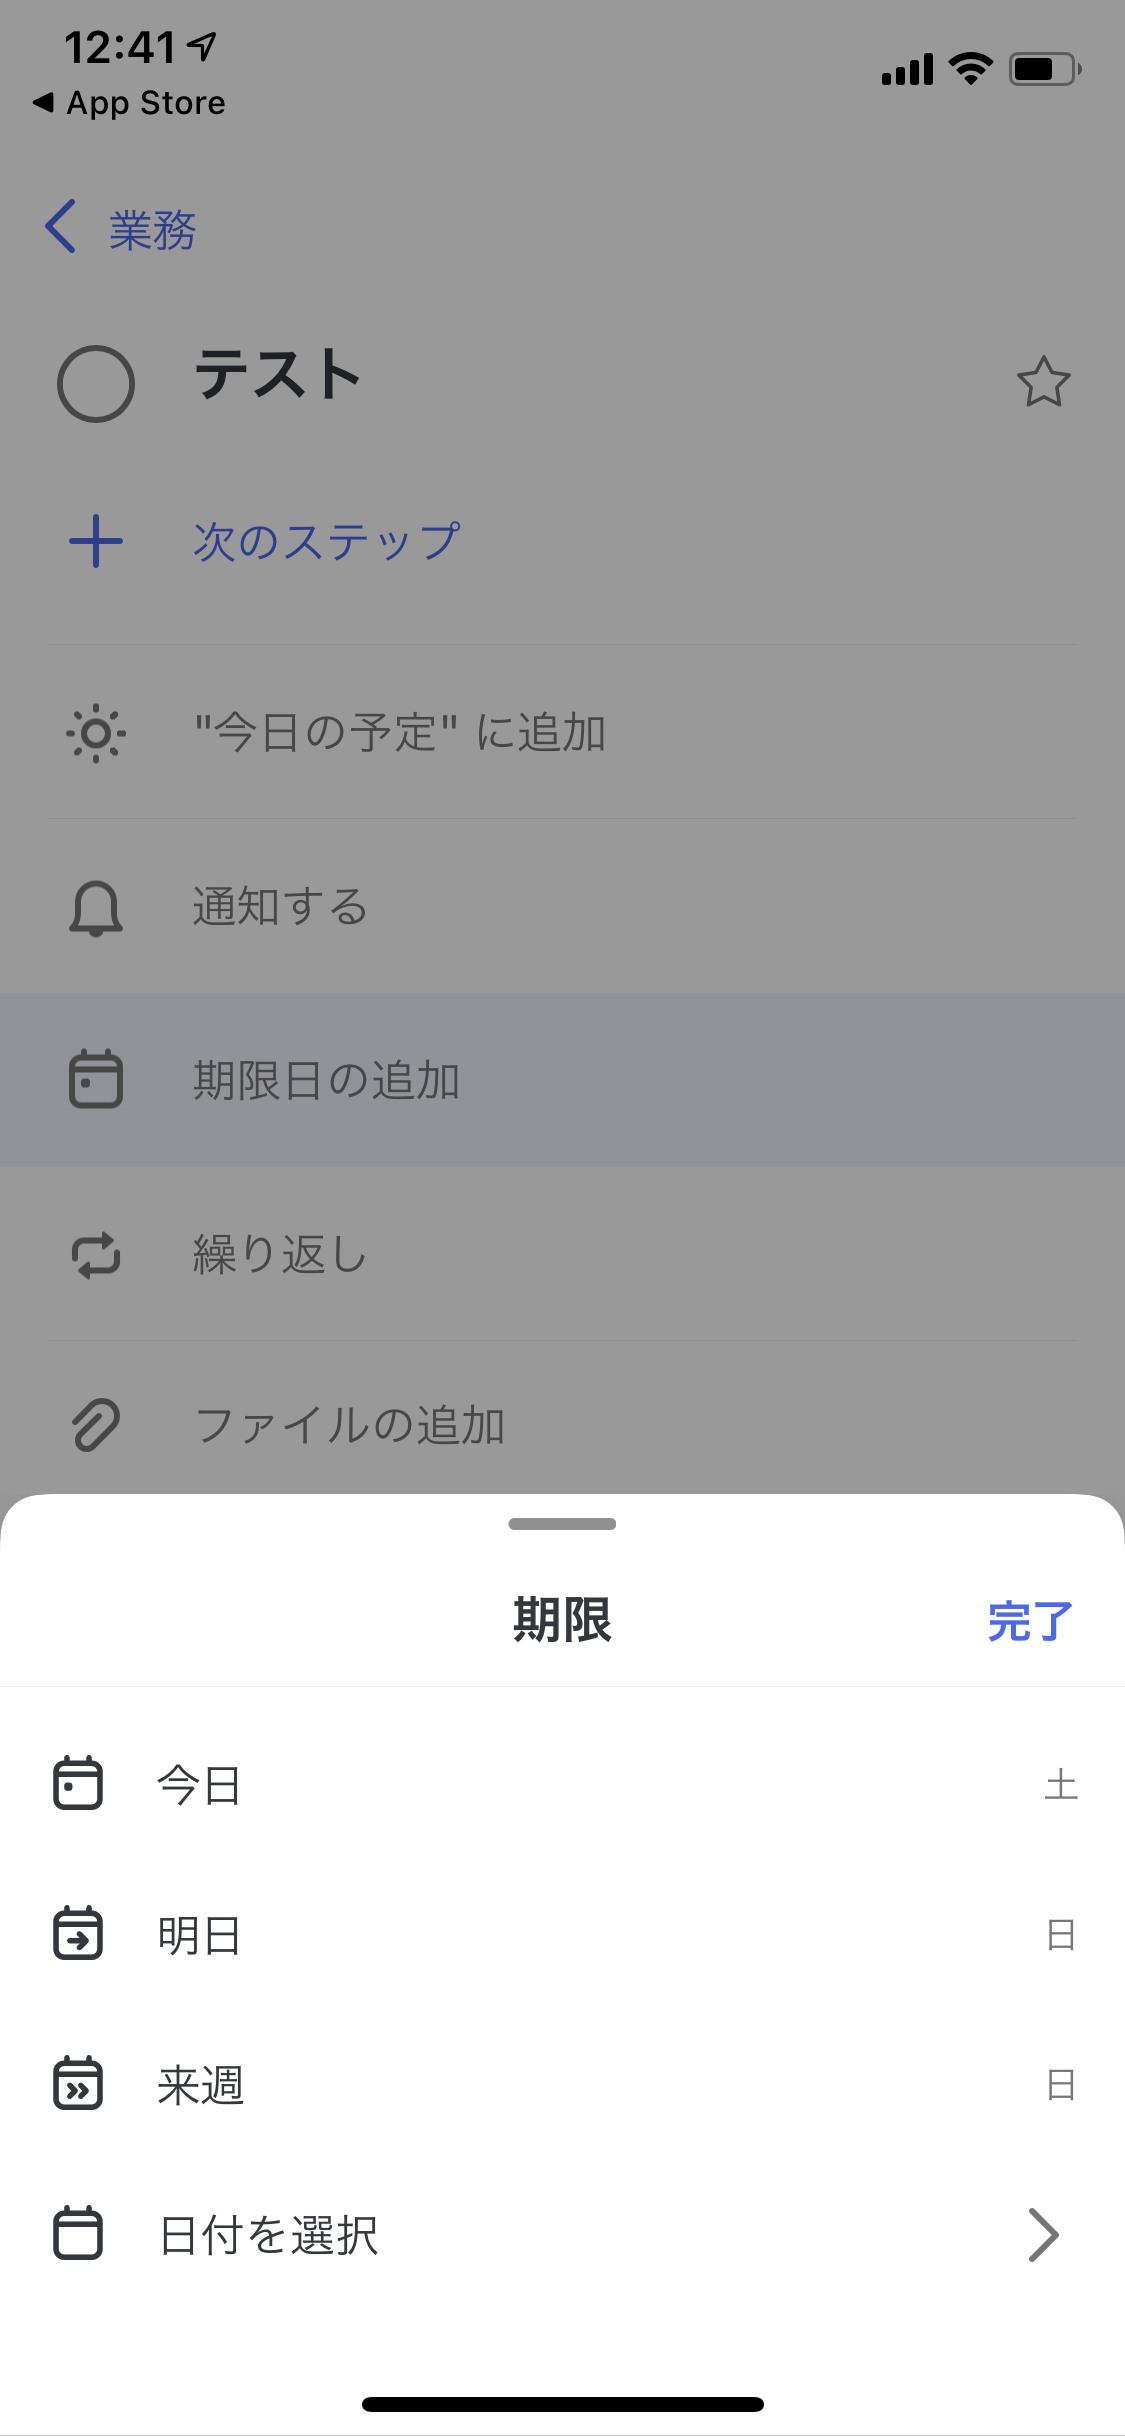 12:41
App Store
業務
テスト
次のステップ
"今日の予定" に追加
通知する
期限日の追加
繰り返し
ファイルの追加
期限
完了
今日 土
明日 日
来週 日
日付を選択